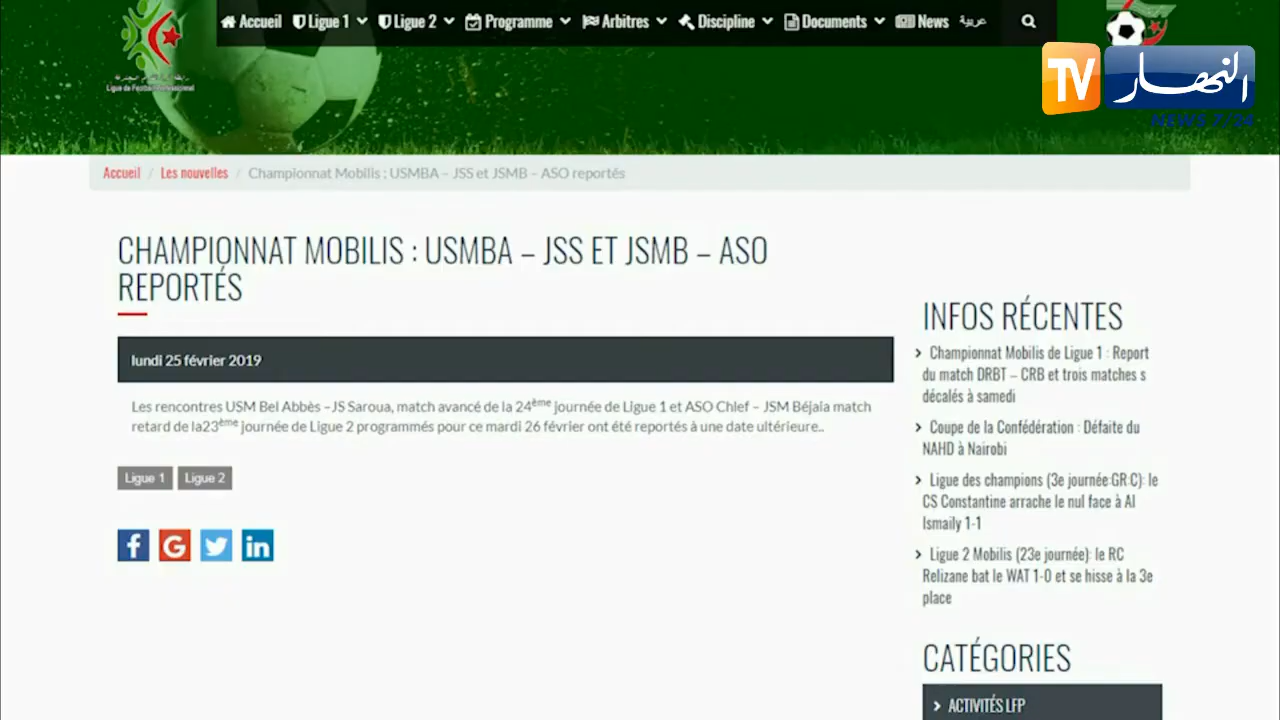 Accueil Ligue 1 Ligue 2 Programme Arbitres Discipline Documents News عربية
TV النهار
NEWS 7/24
Accueil / Les nouvelles / Championnat Mobilis : USMBA – JSS et JSMB – ASO reportés
CHAMPIONNAT MOBILIS : USMBA – JSS ET JSMB – ASO
REPORTÉS
lundi 25 février 2019
Les rencontres USM Bel Abbès –JS Saroua, match avancé de la 24ème journée de Ligue 1 et ASO Chlef – JSM Béjaia match
retard de la23ème journée de Ligue 2 programmés pour ce mardi 26 février ont été reportés à une date ultérieure..
Ligue 1 Ligue 2
INFOS RÉCENTES
Championnat Mobilis de Ligue 1 : Report
du match DRBT – CRB et trois matches s
décalés à samedi
Coupe de la Confédération : Défaite du
NAHD à Nairobi
Ligue des champions (3e journée GR C): le
CS Constantine arrache le nul face à Al
Ismaily 1-1
Ligue 2 Mobilis (23e journée): le RC
Relizane bat le WAT 1-0 et se hisse à la 3e
place
CATÉGORIES
ACTIVITÉS LFP